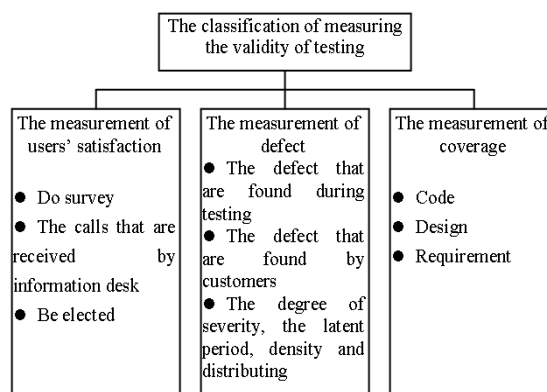 The classification of measuring
the validity of testing
The measurement of
users' satisfaction
● Do survey
● The calls that are
received by
information desk
● Be elected
The measurement of
defect
● The defect that
are found during
testing
● The defect that
are found by
customers
● The degree of
severity, the latent
period, density and
distributing
The measurement of
coverage
● Code
● Design
● Requirement